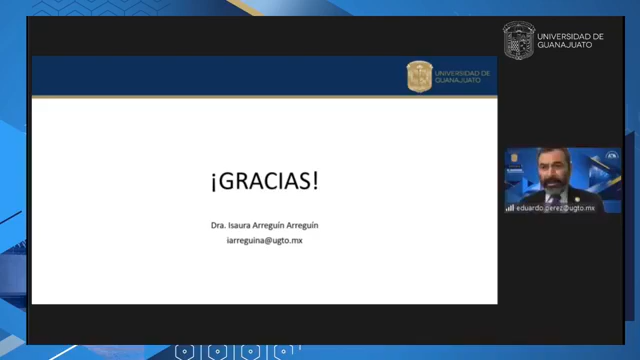 UNIVERSIDAD DE
GUANAJUATO
UNIVERSIDAD DE
GUANAJUATO
¡GRACIAS!
Dra. Isaura Arreguín Arreguín
iarreguina@ugto.mx
eduardo perez@ugto.mx